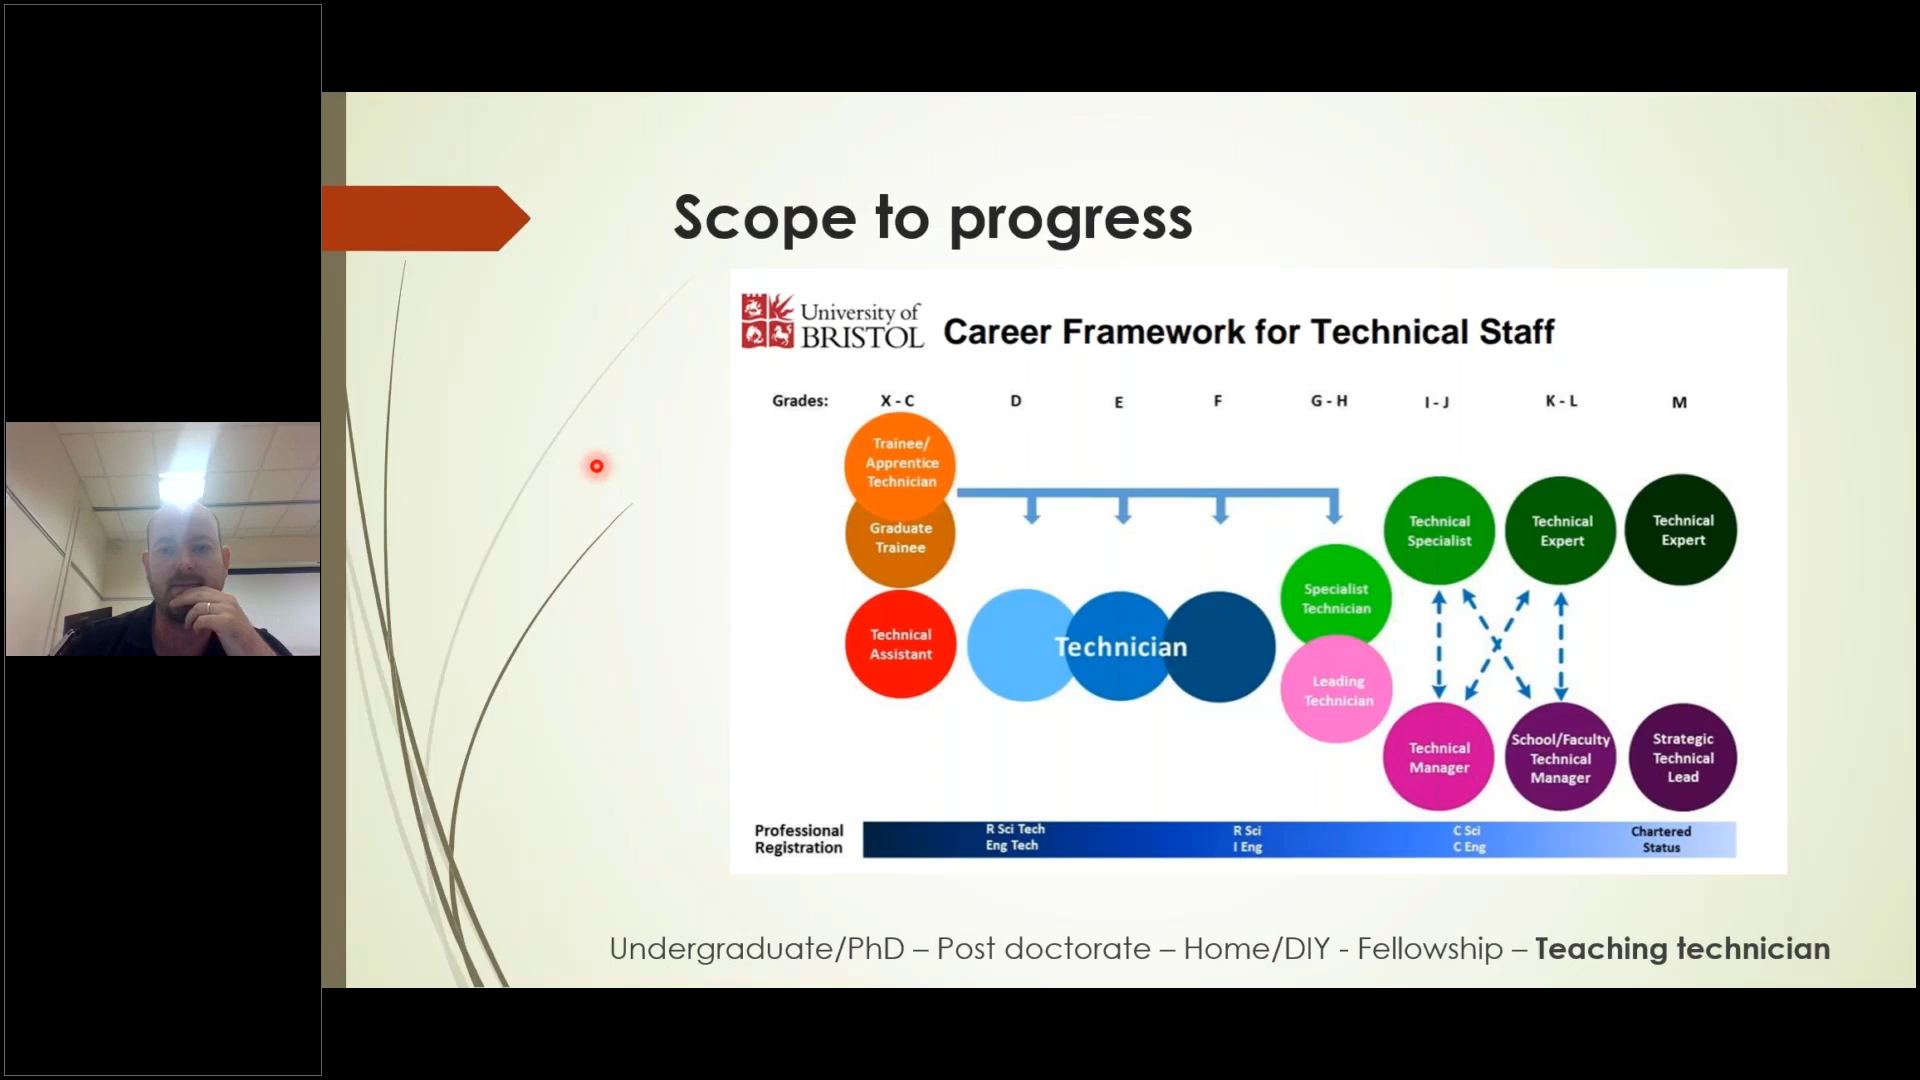 Scope to progress
University of
BRISTOL
Career Framework for Technical Staff
Grades: X - C D E F G - H I - J K - L M
Trainee/
Apprentice
Technician
Graduate
Trainee
Technical
Assistant
Technician
Specialist
Technician
Leading
Technician
Technical
Specialist
Technical
Expert
Technical
Expert
Technical
Manager
School/Faculty
Technical
Manager
Strategic
Technical
Lead
Professional
Registration
R Sci Tech
Eng Tech
R Sci
I Eng
C Sci
C Eng
Chartered
Status
Undergraduate/PhD – Post doctorate – Home/DIY - Fellowship – Teaching technician